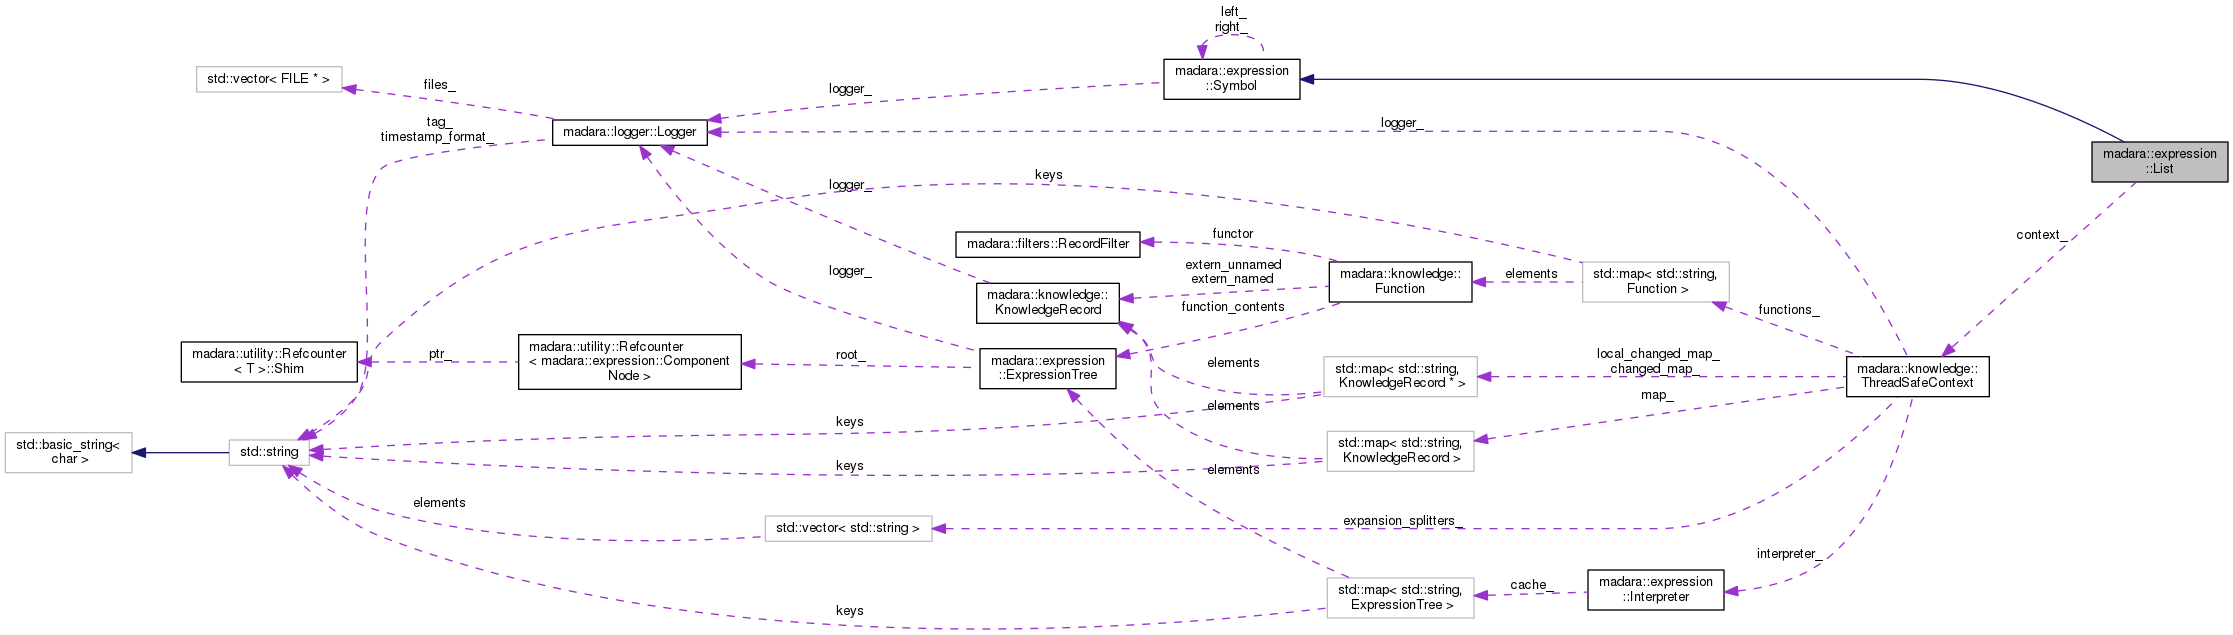 left_
right_
madara::expression
::Symbol
std::vector< FILE * >
files_
logger_
tag_
timestamp_format_
madara::logger::Logger
logger_
madara::expression
::List
keys
logger_
context_
madara::filters::RecordFilter
functor
extern_unnamed
extern_named
madara::knowledge::
Function
elements
std::map< std::string,
Function >
logger_
madara::knowledge::
KnowledgeRecord
function_contents
functions_
madara::utility::Refcounter
< T >::Shim
ptr_
madara::utility::Refcounter
< madara::expression::Component
Node >
root_
madara::expression
::ExpressionTree
elements
std::map< std::string,
KnowledgeRecord * >
local_changed_map_
changed_map_
madara::knowledge::
ThreadSafeContext
map_
elements
keys
std::basic_string<
char >
std::string
std::map< std::string,
KnowledgeRecord >
keys
elements
elements
std::vector< std::string >
expansion_splitters_
interpreter_
madara::expression
::Interpreter
cache_
std::map< std::string,
ExpressionTree >
keys